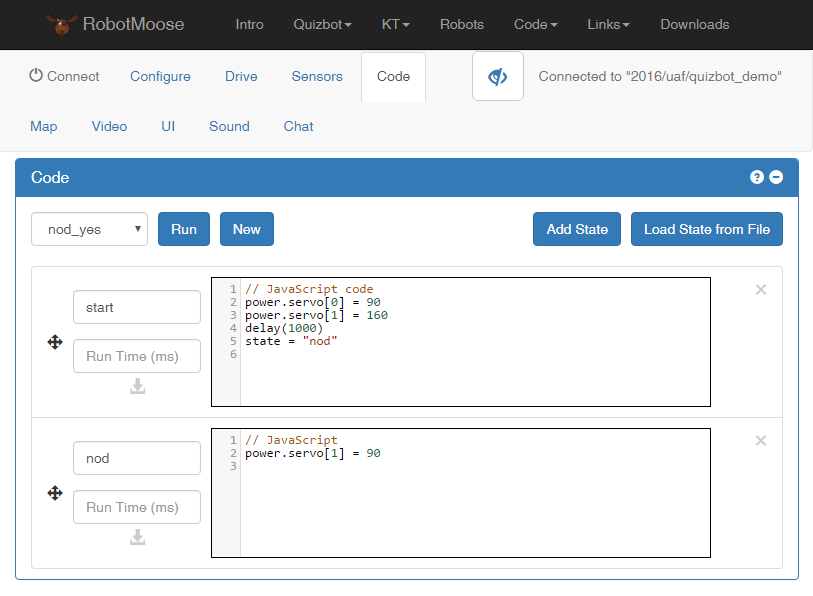 RobotMoose Intro Quizbot KT Robots Code Links Downloads
Connect Configure Drive Sensors Code Connected to "2016/uaf/quizbot_demo"
Map Video UI Sound Chat
Code
nod_yes Run New Add State Load State from File
start
Run Time (ms)
1 // JavaScript code
2 power.servo[0] = 90
3 power.servo[1] = 160
4 delay(1000)
5 state = "nod"
6
nod
Run Time (ms)
1 // JavaScript
2 power.servo[1] = 90
3